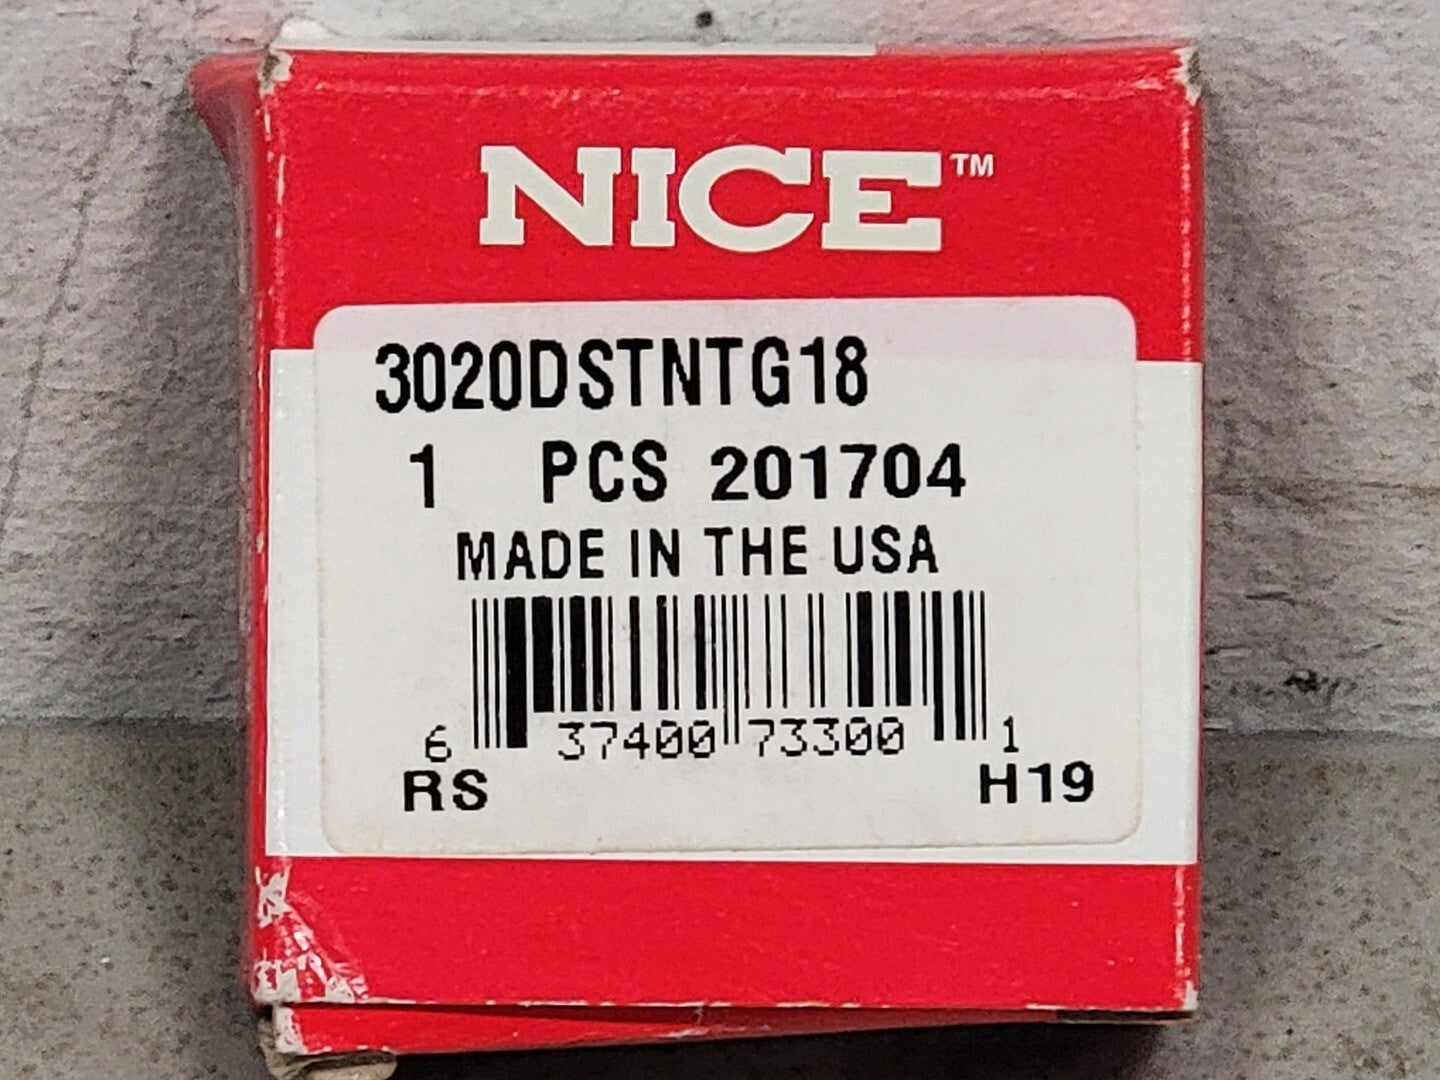 NICE™
3020DSTNTG18
1 PCS 201704
MADE IN THE USA
6 37400 73300 1
RS H19